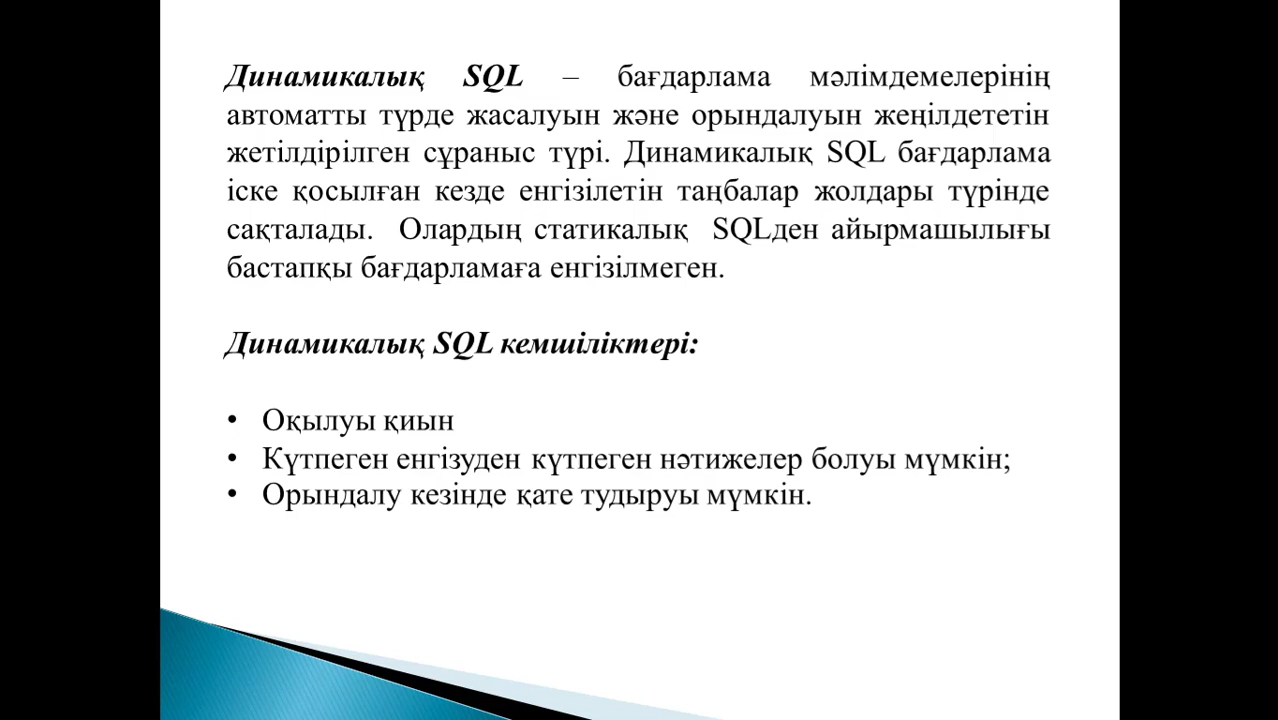 Динамикалық SQL – бағдарлама мәлімдемелерінің
автоматты түрде жасалуын және орындалуын жеңілдететін
жетілдірілген сұраныс түрі. Динамикалық SQL бағдарлама
іске қосылған кезде енгізілетін таңбалар жолдары түрінде
сақталады. Олардың статикалық SQLден айырмашылығы
бастапқы бағдарламаға енгізілмеген.
Динамикалық SQL кемшіліктері:
• Оқылуы қиын
• Күтпеген енгізуден күтпеген нәтижелер болуы мүмкін;
• Орындалу кезінде қате тудыруы мүмкін.